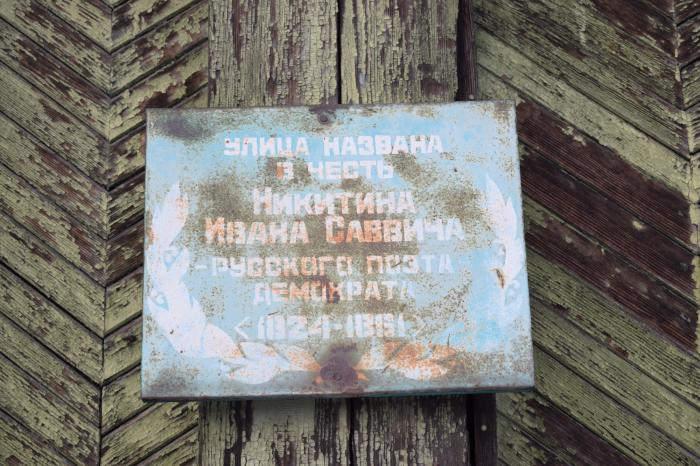 УЛИЦА НАЗВАНА
В ЧЕСТЬ
НИКИТИНА
ИВАНА САВВИЧА
-РУССКОГО ПОЭТА
ДЕМОКРАТА
<1824-1861>